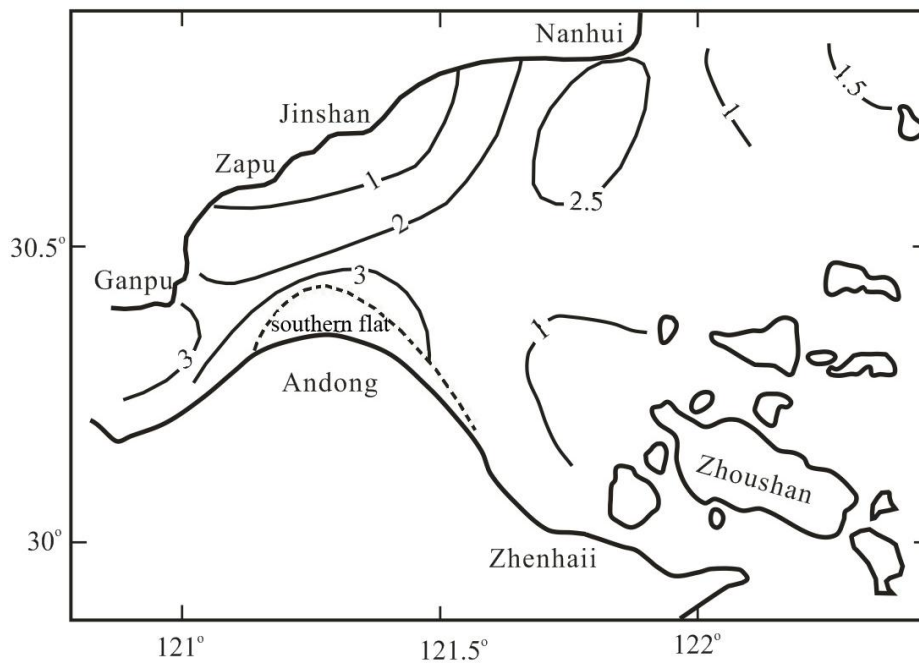 Nanhui
Jinshan
Zapu
1.5
1
1
2
2.5
30.5°
Ganpu
3
3
southern flat
1
Andong
Zhoushan
30°
Zhenhaii
121°
121.5°
122°